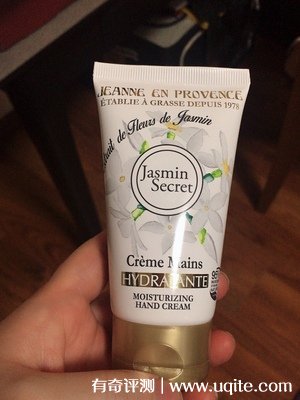 JEANNE EN PROVENCE
ÉTABLIE À GRASSE DEPUIS 1978
de Fleurs de Jasmin
Jasmin
Secret
Crème Mains
HYDRATANTE
MOISTURIZING
HAND CREAM
有奇评测 | www.uqite.com